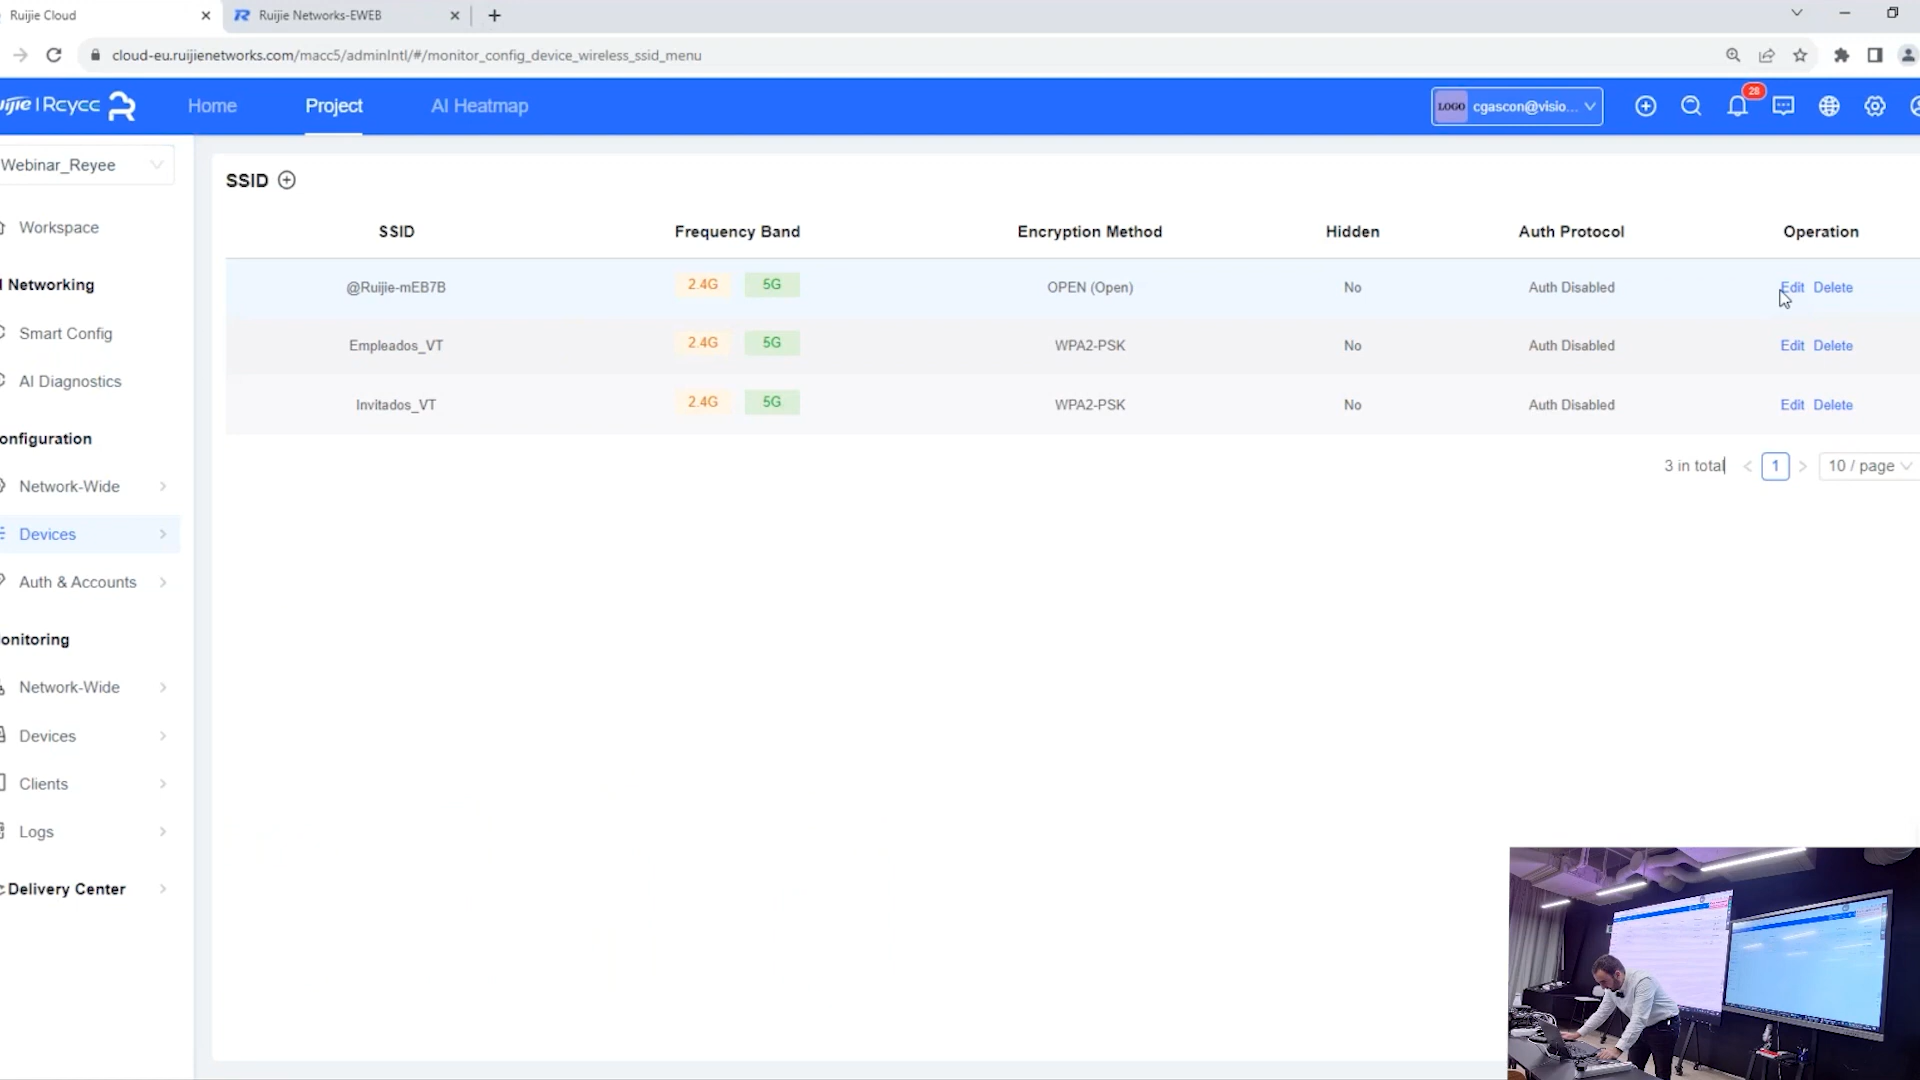 Ruijie Cloud
Ruijie Networks-EWEB
cloud-eu.ruijienetworks.com/macc5/adminIntl/#/monitor_config_device_wireless_ssid_menu
uijie | Rcycc
Home
Project
AI Heatmap
LOGO cgascon@visio...
28
Webinar_Reyee
Workspace
Networking
Smart Config
AI Diagnostics
onfiguration
Network-Wide
Devices
Auth & Accounts
onitoring
Network-Wide
Devices
Clients
Logs
Delivery Center
SSID
SSID Frequency Band Encryption Method Hidden Auth Protocol Operation
@Ruijie-mEB7B 2.4G 5G OPEN (Open) No Auth Disabled Edit Delete
Empleados_VT 2.4G 5G WPA2-PSK No Auth Disabled Edit Delete
Invitados_VT 2.4G 5G WPA2-PSK No Auth Disabled Edit Delete
3 in total < 1 > 10 / page